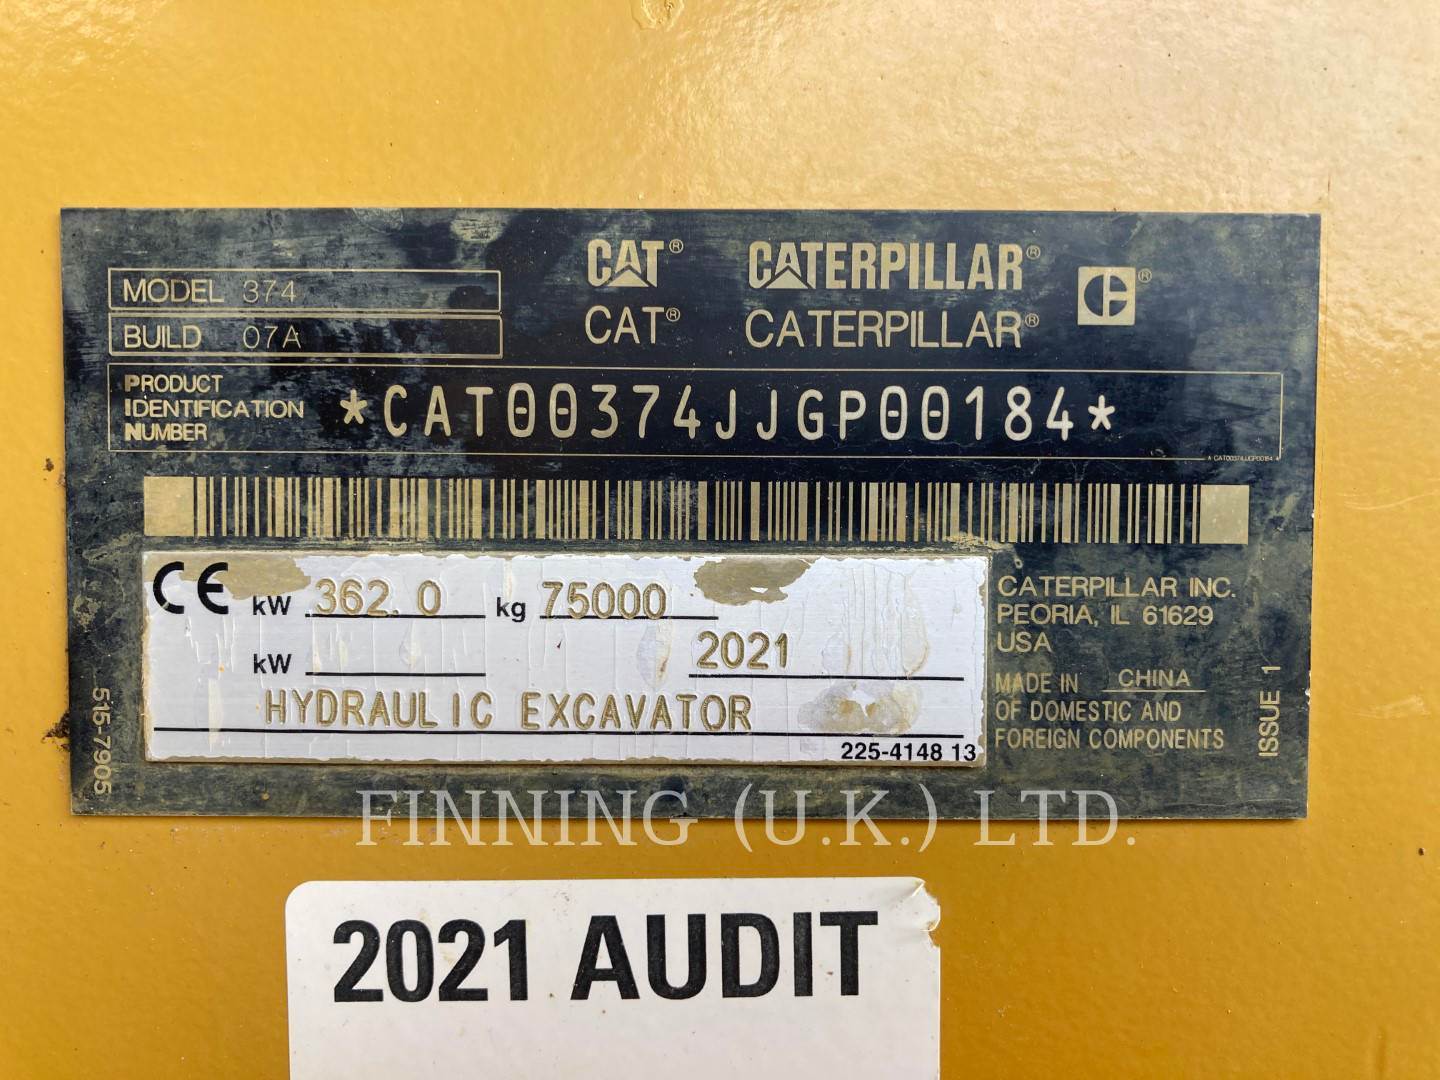 CAT® CATERPILLAR® ®
CAT® CATERPILLAR®
MODEL 374
BUILD 07A
PRODUCT
IDENTIFICATION
NUMBER
*CAT00374JJGP00184*
* CAT00374JJGP00184 *
CE kW 362.0 kg 75000
kW 2021
HYDRAULIC EXCAVATOR
225-4148 13
CATERPILLAR INC.
PEORIA, IL 61629
USA
MADE IN CHINA
OF DOMESTIC AND
FOREIGN COMPONENTS
ISSUE 1
515-7905
FINNING (U.K.) LTD.
2021 AUDIT